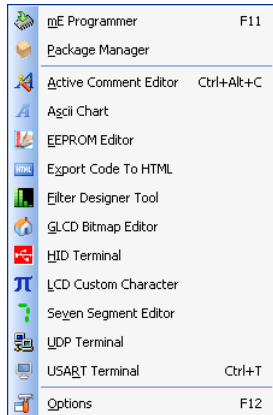 mE Programmer F11
Package Manager
Active Comment Editor Ctrl+Alt+C
Ascii Chart
EEPROM Editor
HTML Export Code To HTML
Filter Designer Tool
GLCD Bitmap Editor
HID Terminal
LCD Custom Character
Seven Segment Editor
UDP Terminal
USART Terminal Ctrl+T
Options F12